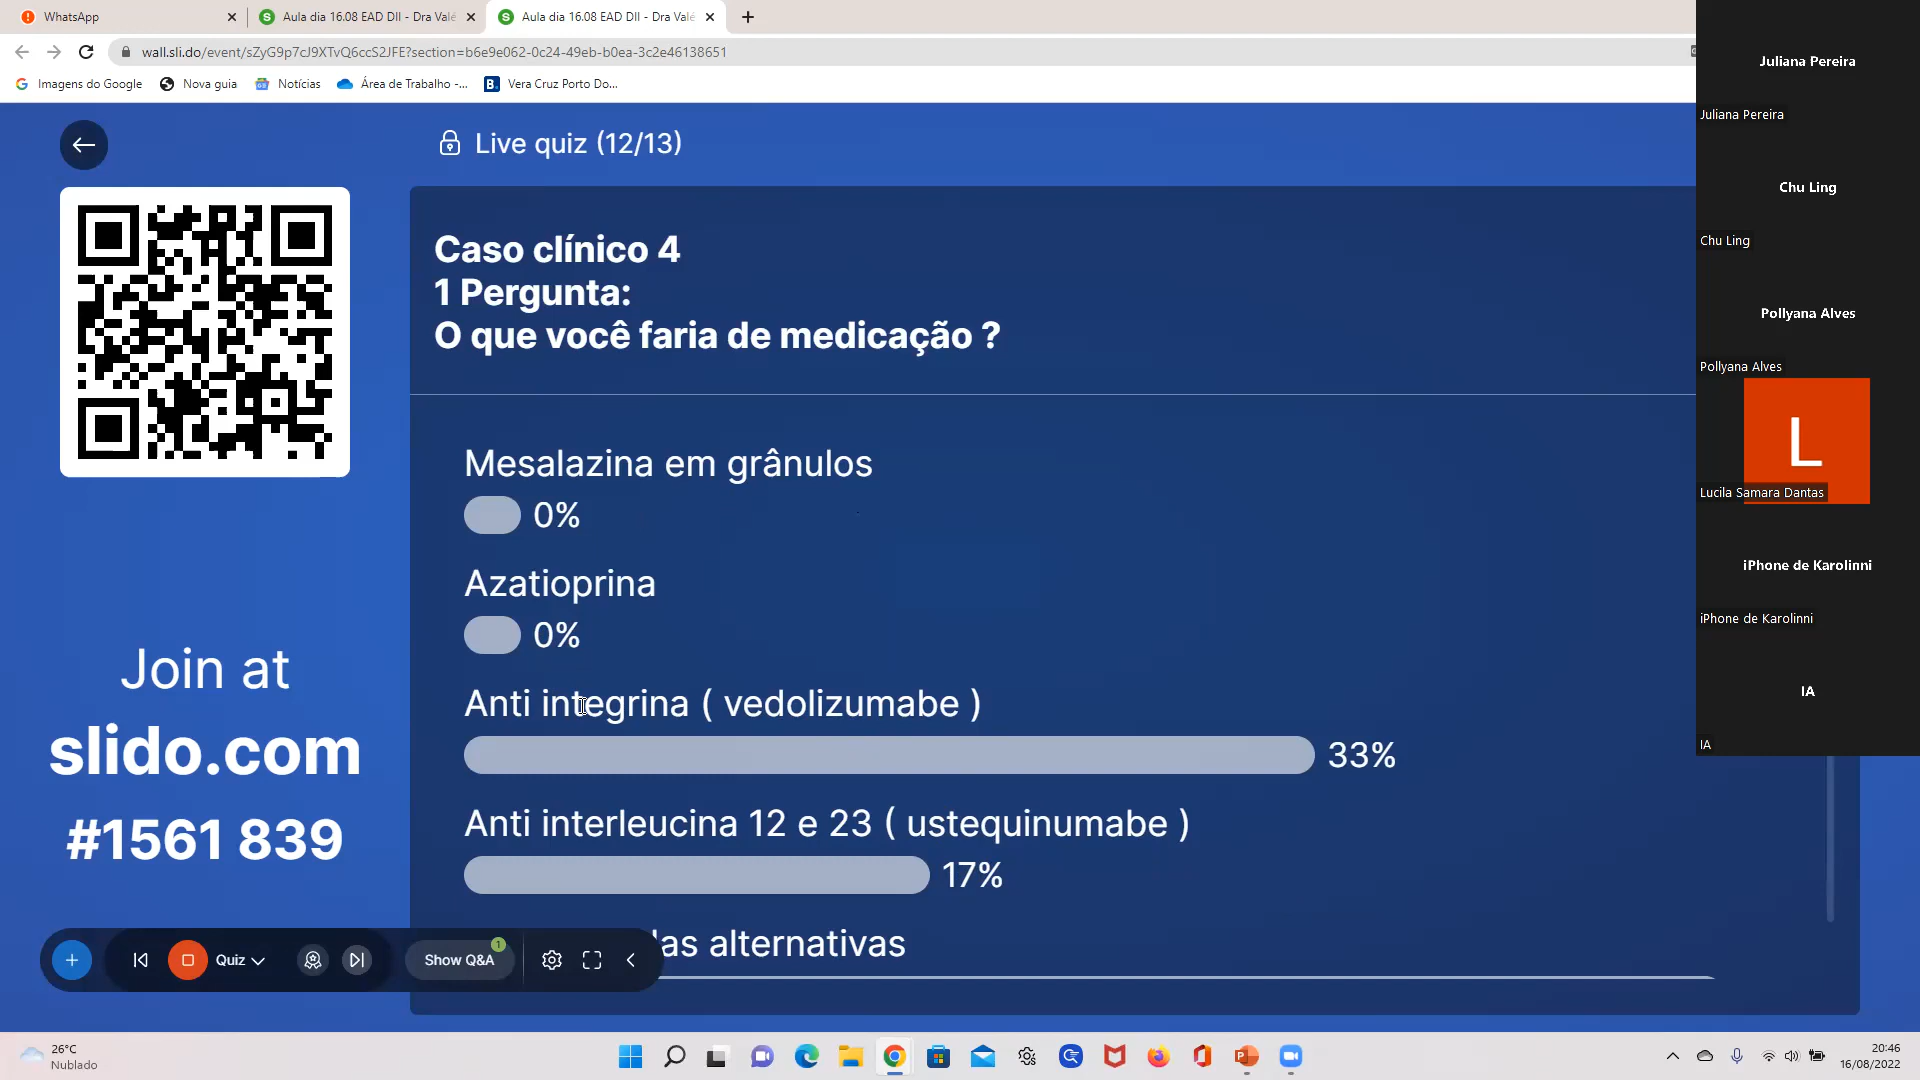 WhatsApp
Aula dia 16.08 EAD DII - Dra Valé
Aula dia 16.08 EAD DII - Dra Valé
wall.sli.do/event/sZyG9p7cJ9XTvQ6ccS2JFE?section=b6e9e062-0c24-49eb-b0ea-3c2e46138651
Imagens do Google
Nova guia
Notícias
Área de Trabalho -...
Vera Cruz Porto Do...
Live quiz (12/13)
Caso clínico 4
1 Pergunta:
O que você faria de medicação ?
Mesalazina em grânulos
0%
Azatioprina
0%
Anti integrina ( vedolizumabe )
33%
Anti interleucina 12 e 23 ( ustequinumabe )
17%
las alternativas
Join at
slido.com
#1561 839
Quiz
Show Q&A
1
Juliana Pereira
Juliana Pereira
Chu Ling
Chu Ling
Pollyana Alves
Pollyana Alves
L
Lucila Samara Dantas
iPhone de Karolinni
iPhone de Karolinni
IA
IA
26°C
Nublado
20:46
16/08/2022